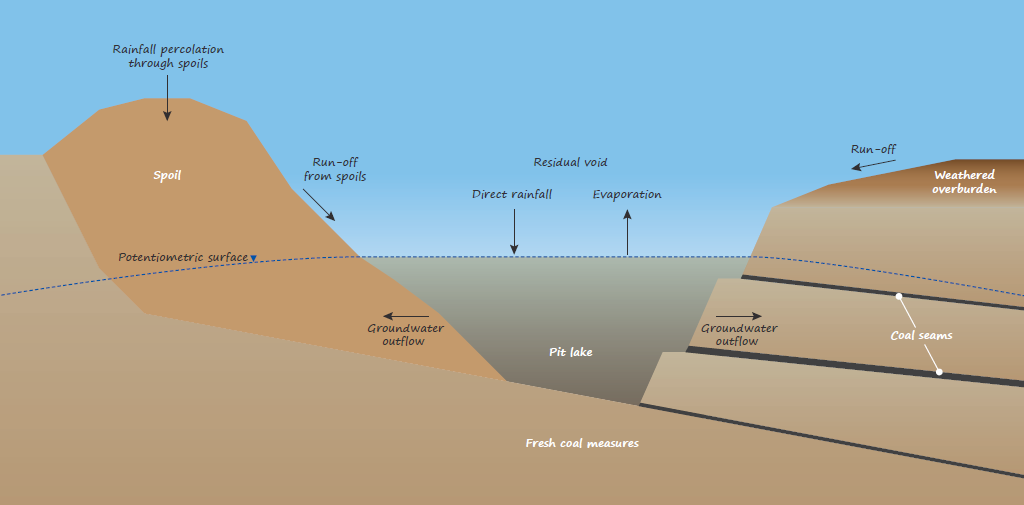 Rainfall percolation
through spoils
Run-off
from spoils
Residual void
Run-off
Spoil
Weathered
overburden
Direct rainfall
Evaporation
Potentiometric surface
Groundwater
outflow
Groundwater
outflow
Coal seams
Pit lake
Fresh coal measures